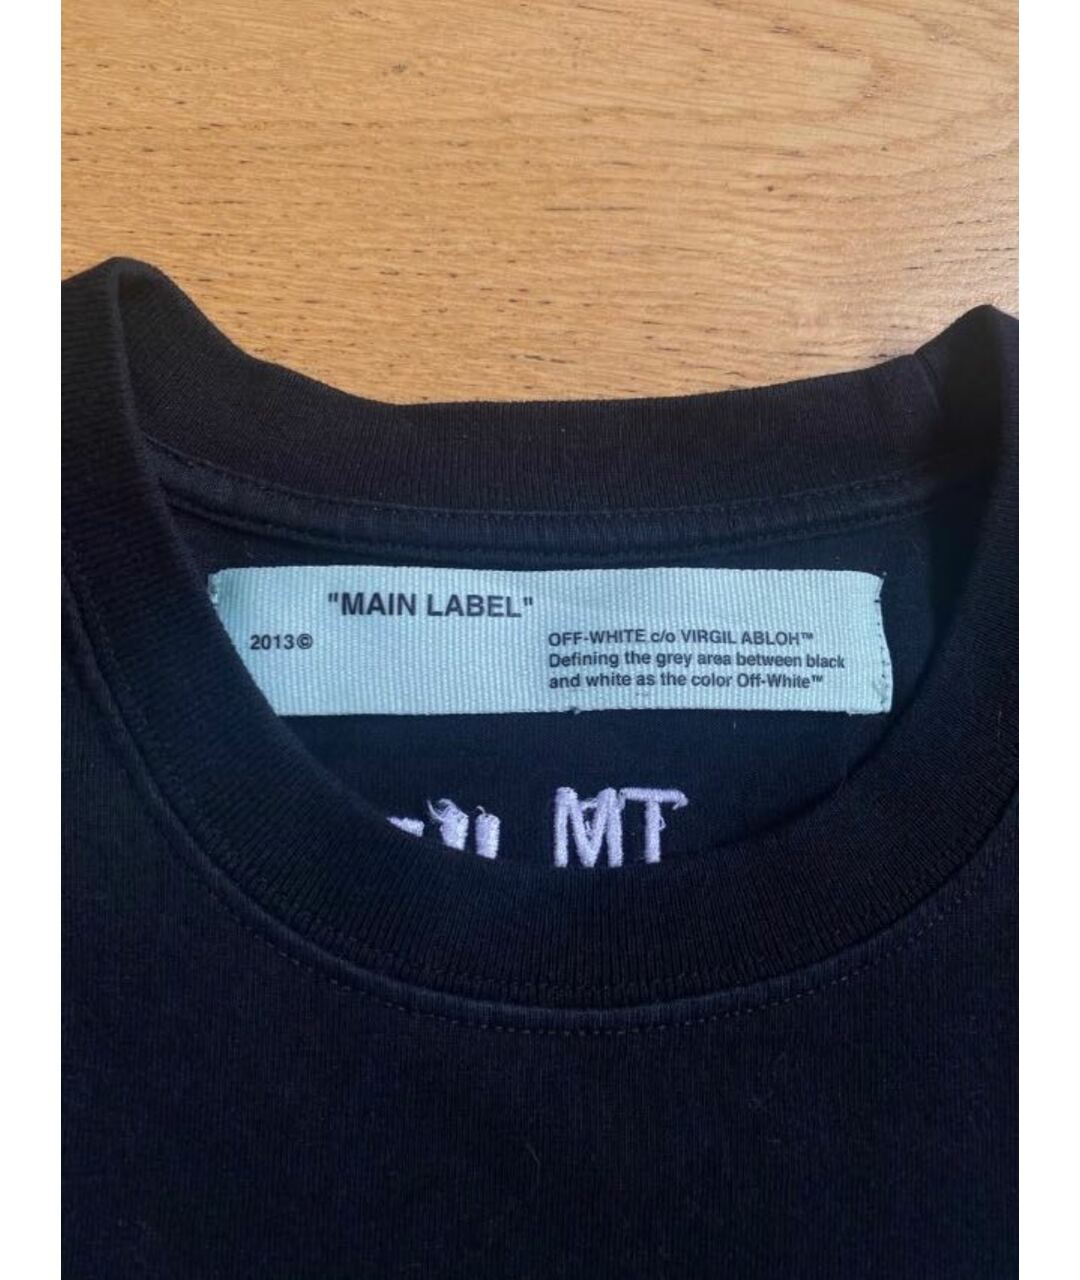 "MAIN LABEL"
2013©
OFF-WHITE c/o VIRGIL ABLOH™
Defining the grey area between black
and white as the color Off-White™
MT